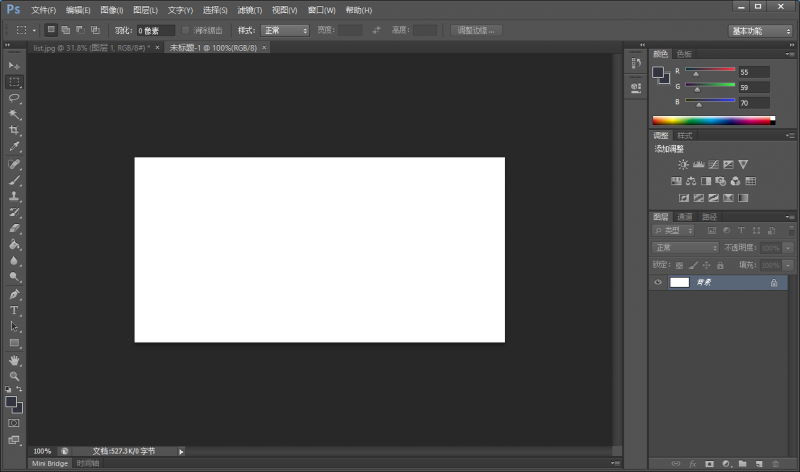 Ps 文件(F) 编辑(E) 图像(I) 图层(L) 文字(Y) 选择(S) 滤镜(T) 视图(V) 窗口(W) 帮助(H)
羽化: 0 像素 消除锯齿 样式: 正常 宽度: 高度: 调整边缘... 基本功能
list.jpg @ 31.8% (图层 1, RGB/8#) * × 未标题-1 @ 100%(RGB/8) ×
颜色 色板
R 55
G 59
B 70
调整 样式
添加调整
图层 通道 路径
类型
正常 不透明度: 100%
锁定: 填充: 100%
背景
100% 文档:527.3K/0 字节
Mini Bridge 时间轴